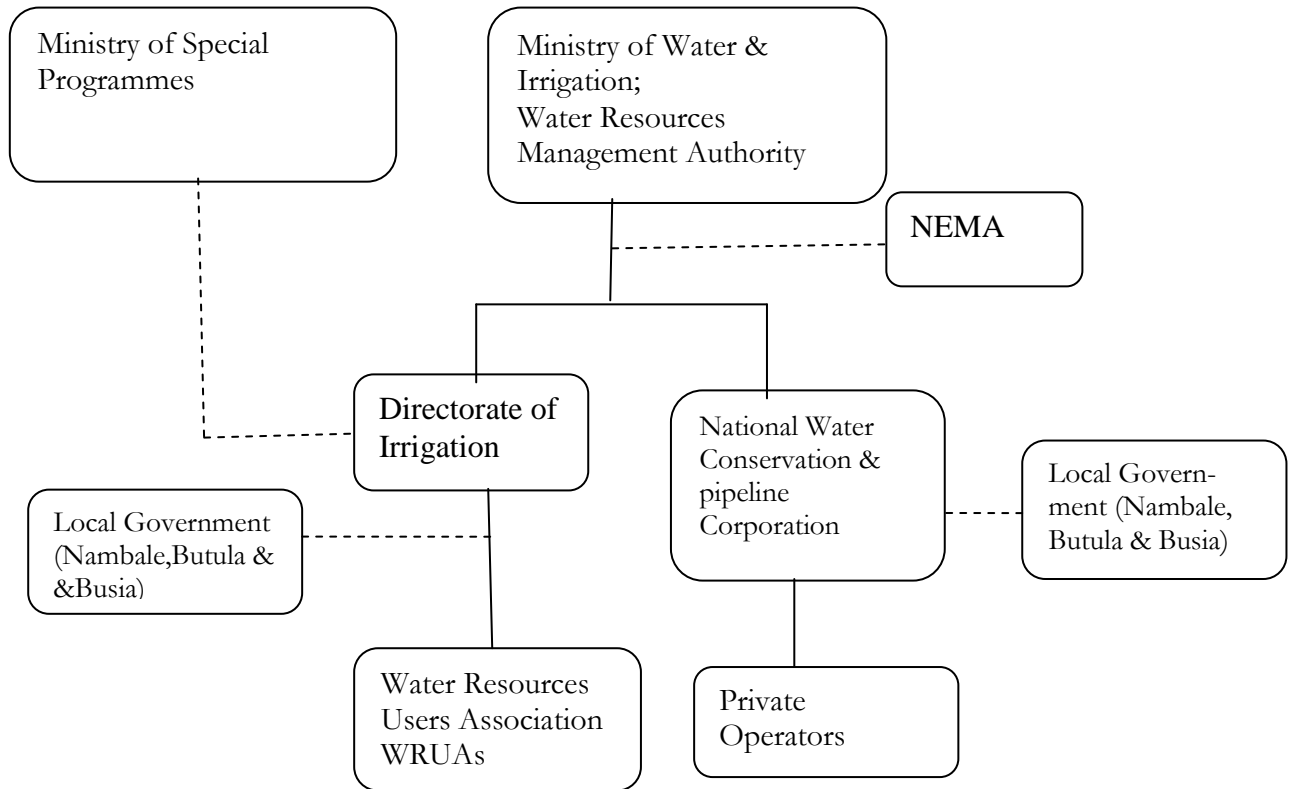 Ministry of Special
Programmes
Ministry of Water &
Irrigation;
Water Resources
Management Authority
NEMA
Directorate of
Irrigation
National Water
Conservation &
pipeline
Corporation
Local Govern-
ment (Nambale,
Butula & Busia)
Local Government
(Nambale,Butula &
&Busia)
Water Resources
Users Association
WRUAs
Private
Operators